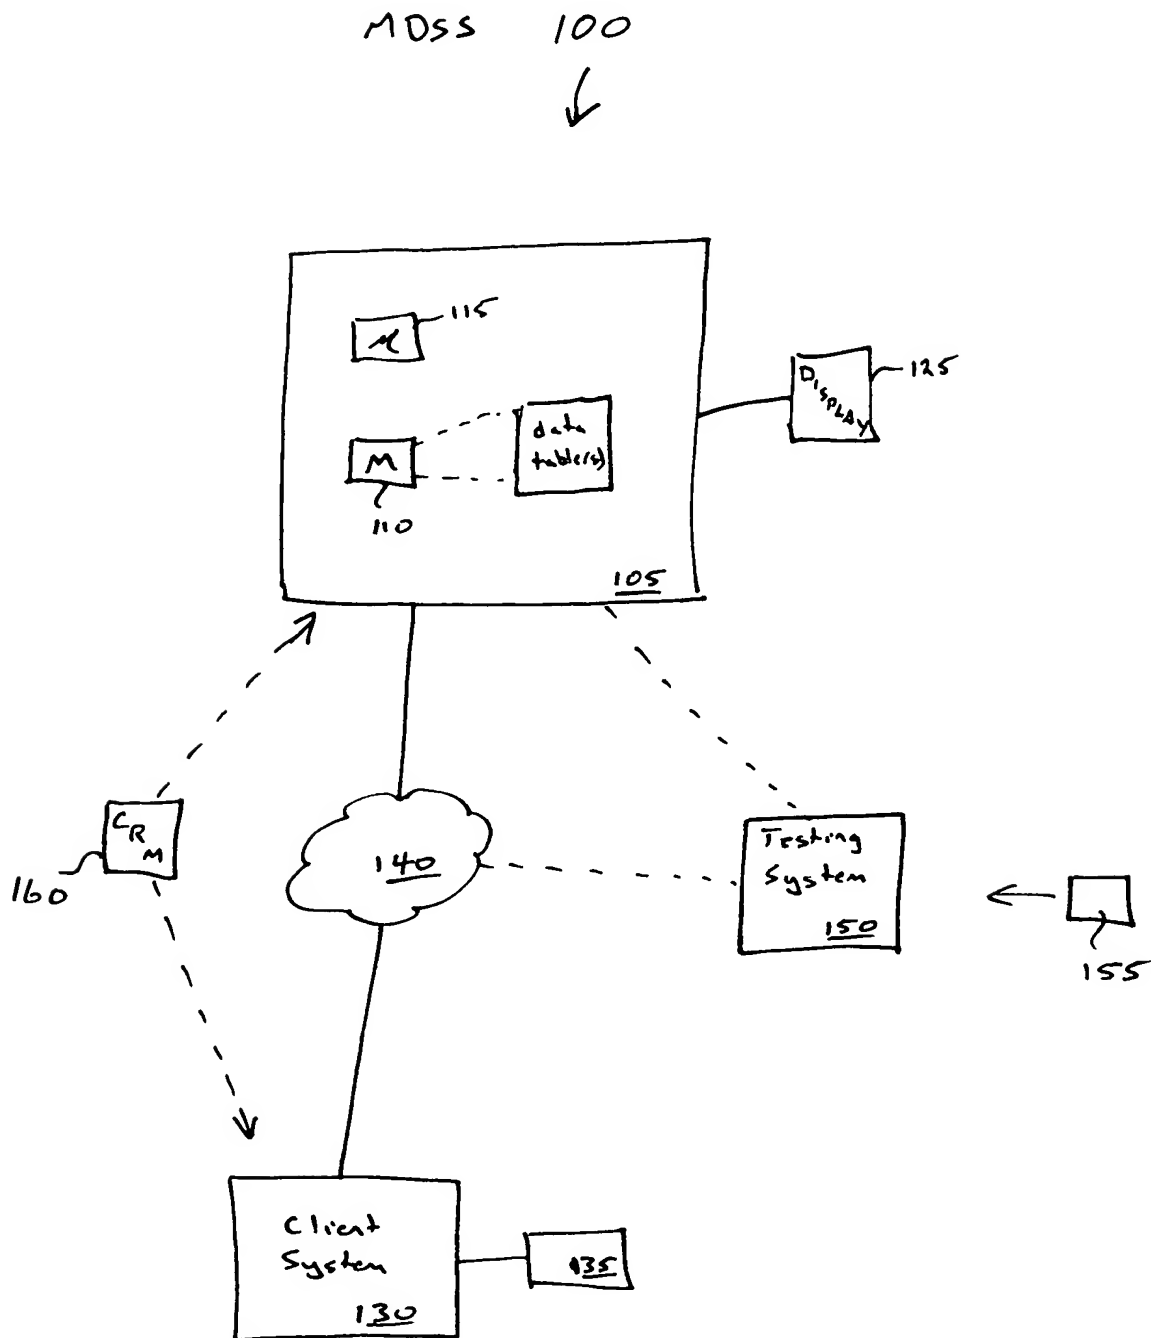 MDSS 100
115
M
DISPLAY
125
data
table(s)
M
110
105
CRM
160
140
Testing
System
150
155
Client
System
130
135